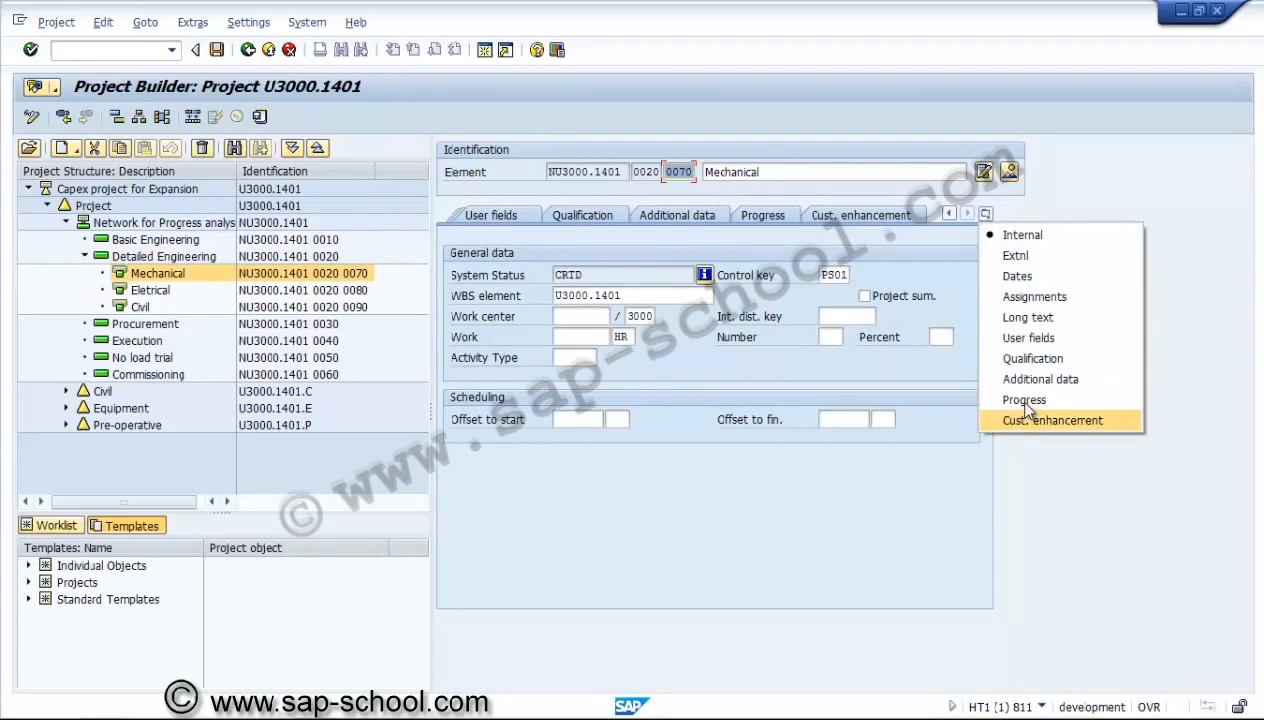 Project Edit Goto Extras Settings System Help
Project Builder: Project U3000.1401
Project Structure: Description Identification
Capex project for Expansion U3000.1401
Project U3000.1401
Network for Progress analys NU3000.1401
Basic Engineering NU3000.1401 0010
Detailed Engineering NU3000.1401 0020
Mechanical NU3000.1401 0020 0070
Eletrical NU3000.1401 0020 0080
Civil NU3000.1401 0020 0090
Procurement NU3000.1401 0030
Execution NU3000.1401 0040
No load trial NU3000.1401 0050
Commissioning NU3000.1401 0060
Civil U3000.1401.C
Equipment U3000.1401.E
Pre-operative U3000.1401.P
Worklist Templates
Templates: Name Project object
Individual Objects
Projects
Standard Templates
Identification
Element NU3000.1401 0020 0070 Mechanical
User fields Qualification Additional data Progress Cust. enhancement
General data
System Status CRTD Control key PS01
WBS element U3000.1401 Project sum.
Work center / 3000 Int. dist. key
Work HR Number Percent
Activity Type
Scheduling
Offset to start Offset to fin.
Internal
Extnl
Dates
Assignments
Long text
User fields
Qualification
Additional data
Progress
Cust. enhancement
© www.sap-school.com
© www.sap-school.com
SAP
HT1 (1) 811 development OVR